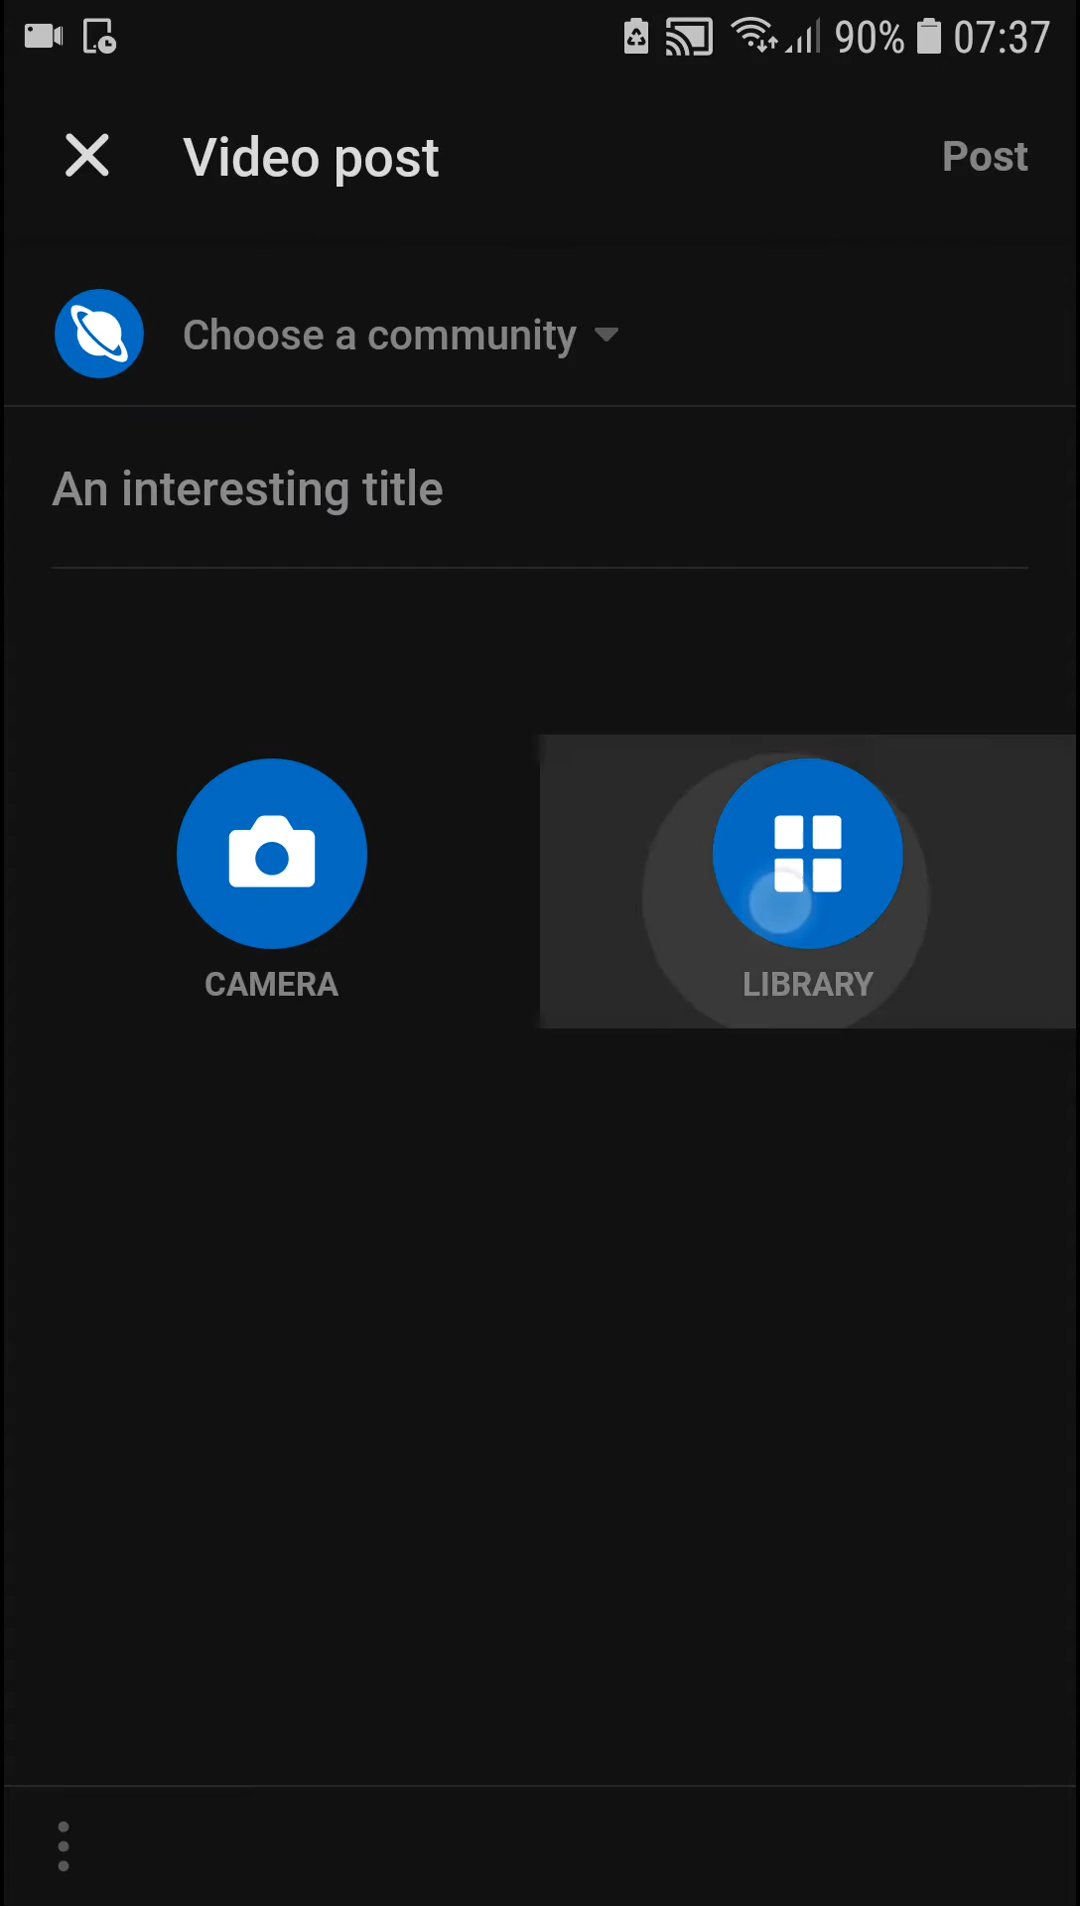 90% 07:37
Video post Post
Choose a community
An interesting title
CAMERA LIBRARY